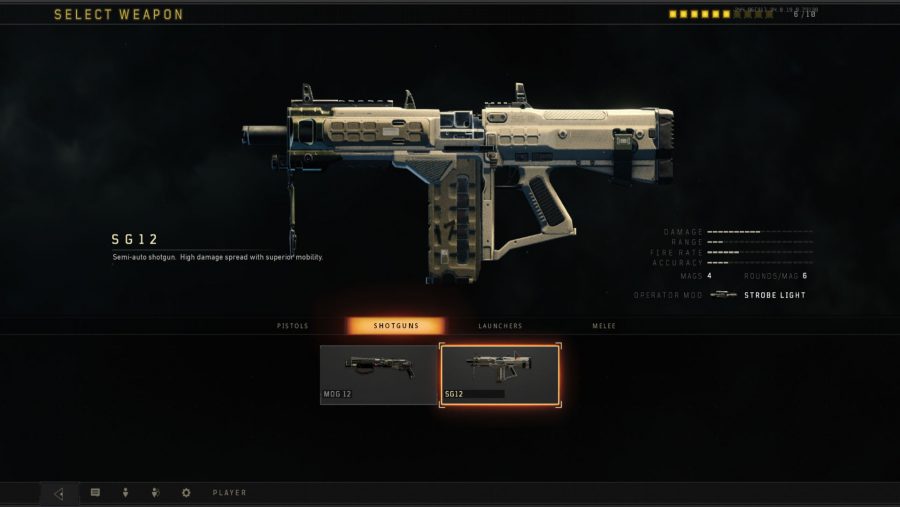 SELECT WEAPON
6/10
SG12
Semi-auto shotgun. High damage spread with superior mobility.
DAMAGE
RANGE
FIRE RATE
ACCURACY
MAGS 4 ROUNDS/MAG 6
OPERATOR MOD STROBE LIGHT
PISTOLS SHOTGUNS LAUNCHERS MELEE
MOG 12 SG12
PLAYER